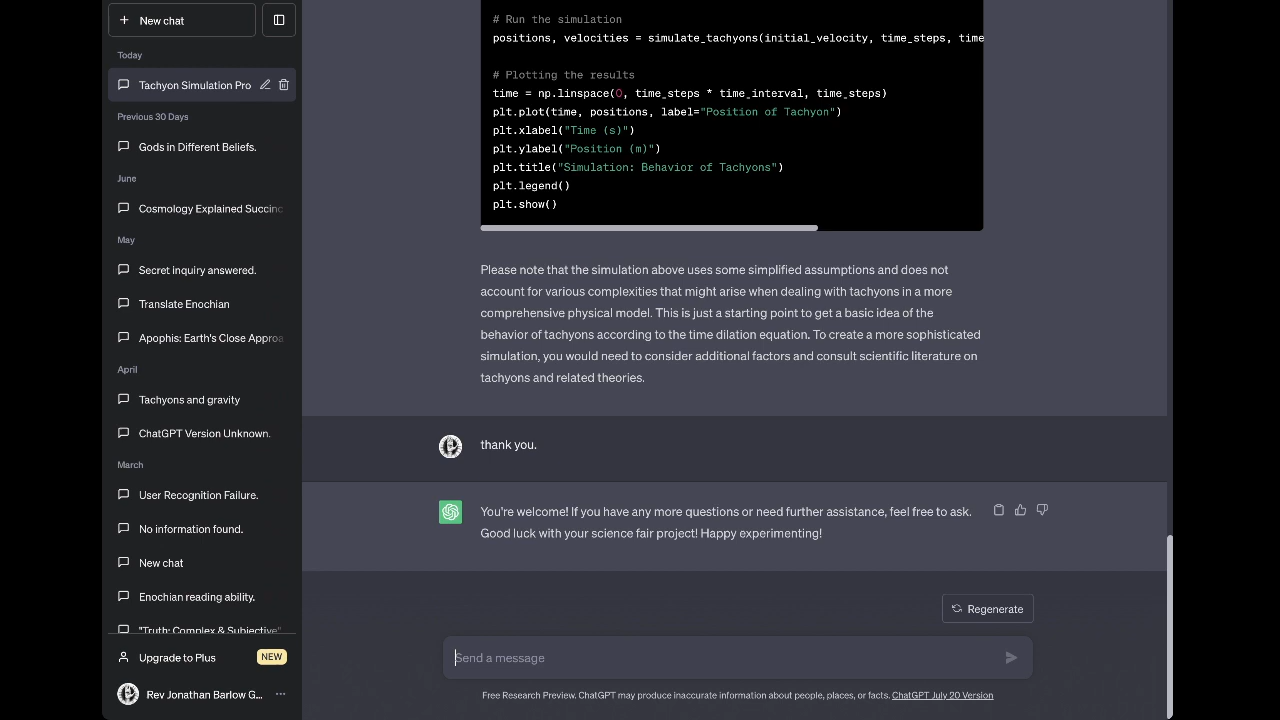 New chat
Today
Tachyon Simulation Pro
Previous 30 Days
Gods in Different Beliefs.
June
Cosmology Explained Succinc
May
Secret inquiry answered.
Translate Enochian
Apophis: Earth's Close Approa
April
Tachyons and gravity
ChatGPT Version Unknown.
March
User Recognition Failure.
No information found.
New chat
Enochian reading ability.
"Truth: Complex & Subjective"
Upgrade to Plus NEW
Rev Jonathan Barlow G... ...
# Run the simulation
positions, velocities = simulate_tachyons(initial_velocity, time_steps, time
# Plotting the results
time = np.linspace(0, time_steps * time_interval, time_steps)
plt.plot(time, positions, label="Position of Tachyon")
plt.xlabel("Time (s)")
plt.ylabel("Position (m)")
plt.title("Simulation: Behavior of Tachyons")
plt.legend()
plt.show()
Please note that the simulation above uses some simplified assumptions and does not
account for various complexities that might arise when dealing with tachyons in a more
comprehensive physical model. This is just a starting point to get a basic idea of the
behavior of tachyons according to the time dilation equation. To create a more sophisticated
simulation, you would need to consider additional factors and consult scientific literature on
tachyons and related theories.
thank you.
You're welcome! If you have any more questions or need further assistance, feel free to ask.
Good luck with your science fair project! Happy experimenting!
Regenerate
Send a message
Free Research Preview. ChatGPT may produce inaccurate information about people, places, or facts. ChatGPT July 20 Version